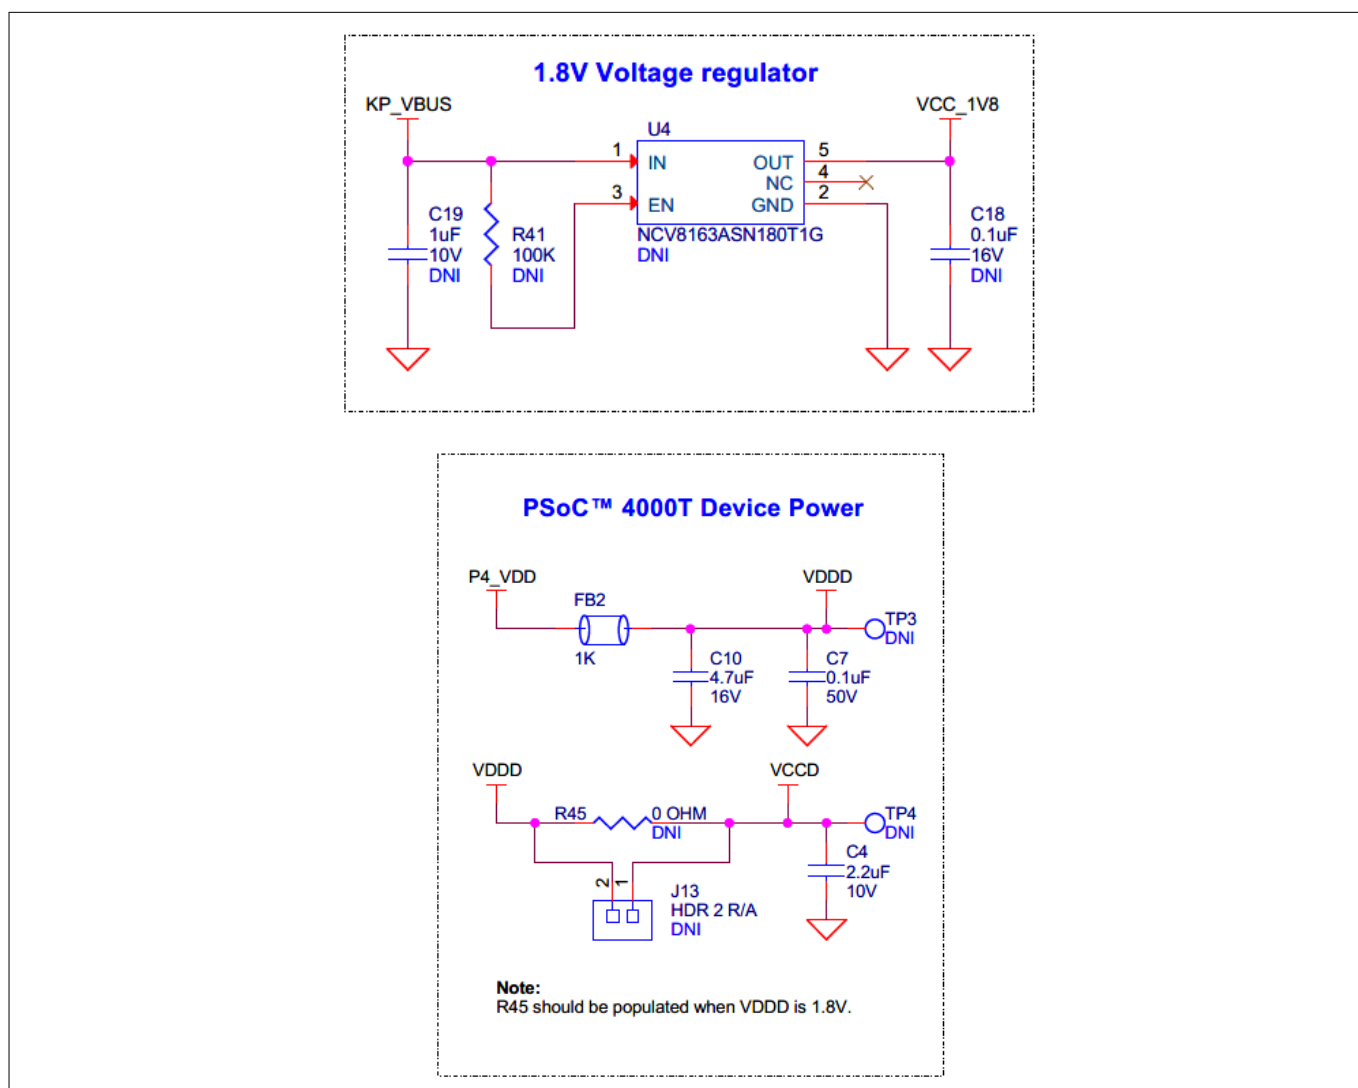 1.8V Voltage regulator
KP_VBUS
VCC_1V8
U4
1
IN
OUT
5
NC
4
3
EN
GND
2
NCV8163ASN180T1G
DNI
C19
1uF
10V
DNI
R41
100K
DNI
C18
0.1uF
16V
DNI
PSoC™ 4000T Device Power
P4_VDD
VDDD
FB2
1K
TP3
DNI
C10
4.7uF
16V
C7
0.1uF
50V
VDDD
VCCD
R45
0 OHM
DNI
TP4
DNI
C4
2.2uF
10V
2
1
J13
HDR 2 R/A
DNI
Note:
R45 should be populated when VDDD is 1.8V.